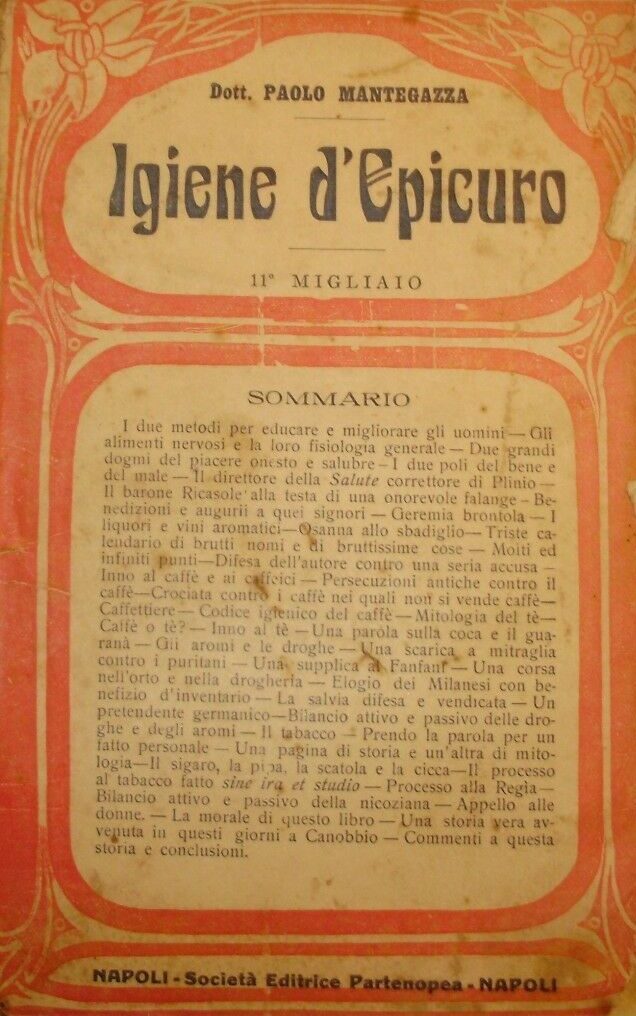 Dott. PAOLO MANTEGAZZA
Igiene d'Epicuro
11º MIGLIAIO
SOMMARIO
I due metodi per educare e migliorare gli uomini — Gli
alimenti nervosi e la loro fisiologia generale — Due grandi
dogmi del piacere onesto e salubre - I due poli del bene e
del male — Il direttore della Salute correttore di Plinio —
Il barone Ricasole alla testa di una onorevole falange - Be-
nedizioni e augurii a quei signori — Geremia brontola — I
liquori e vini aromatici — Osanna allo sbadiglio — Triste ca-
lendario di brutti nomi e di bruttissime cose — Molti ed
infiniti punti — Difesa dell'autore contro una seria accusa —
Inno al caffè e ai caffeici — Persecuzioni antiche contro il
caffè — Crociata contro i caffè nei quali non si vende caffè —
Caffettiere — Codice igienico del caffè — Mitologia del tè —
Caffè o tè? — Inno al tè — Una parola sulla coca e il gua-
ranà — Gli aromi e le droghe — Una scarica a mitraglia
contro i puritani — Una supplica al Fanfani — Una corsa
nell'orto e nella drogheria — Elogio dei Milanesi con be-
nefizio d'inventario — La salvia difesa e vendicata — Un
pretendente germanico — Bilancio attivo e passivo delle dro-
ghe e degli aromi — Il tabacco — Prendo la parola per un
fatto personale — Una pagina di storia e un'altra di mito-
logia — Il sigaro, la pipa, la scatola e la cicca — Il processo
al tabacco fatto sine ira et studio — Processo alla Regia —
Bilancio attivo e passivo della nicoziana — Appello alle
donne. — La morale di questo libro — Una storia vera av-
venuta in questi giorni a Canobbio — Commenti a questa
storia e conclusioni.
NAPOLI - Società Editrice Partenopea - NAPOLI